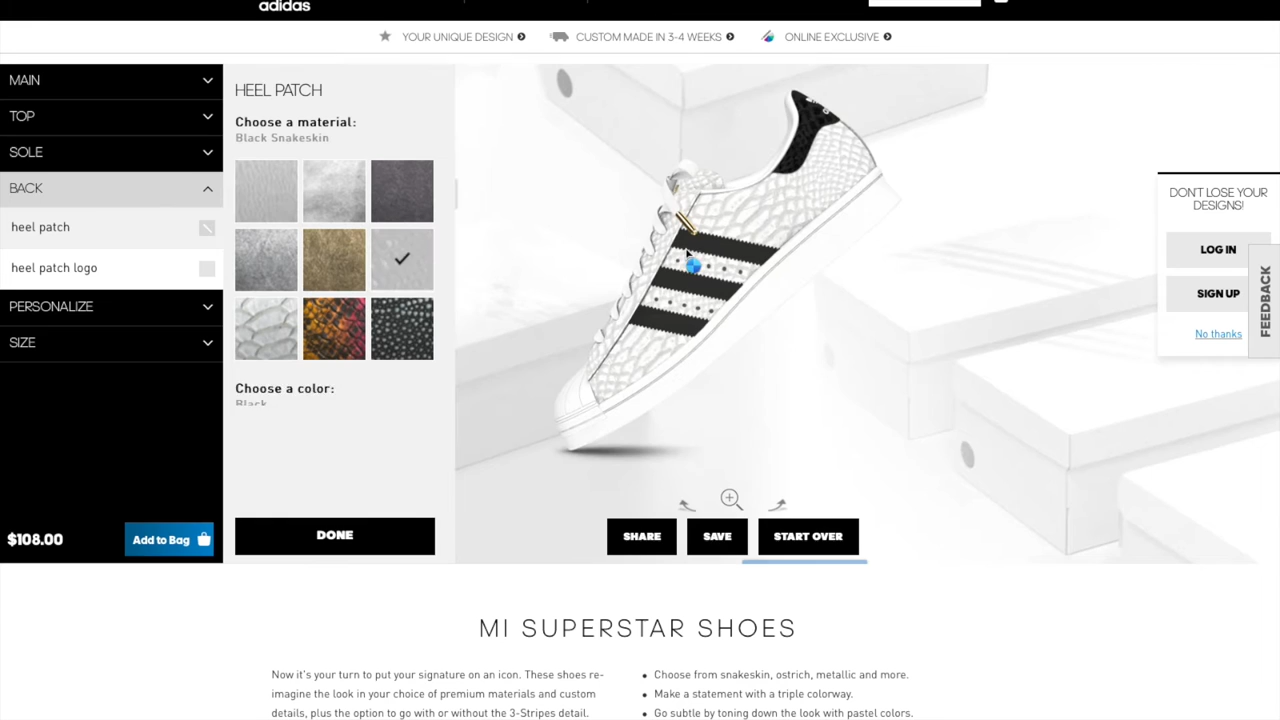 adidas
YOUR UNIQUE DESIGN
CUSTOM MADE IN 3-4 WEEKS
ONLINE EXCLUSIVE
MAIN
TOP
SOLE
BACK
heel patch
heel patch logo
PERSONALIZE
SIZE
$108.00
Add to Bag
HEEL PATCH
Choose a material:
Black Snakeskin
Choose a color:
Black
DONE
SHARE
SAVE
START OVER
DON'T LOSE YOUR
DESIGNS!
LOG IN
SIGN UP
No thanks
FEEDBACK
MI SUPERSTAR SHOES
Now it's your turn to put your signature on an icon. These shoes re-
imagine the look in your choice of premium materials and custom
details, plus the option to go with or without the 3-Stripes detail.
• Choose from snakeskin, ostrich, metallic and more.
• Make a statement with a triple colorway.
• Go subtle by toning down the look with pastel colors.